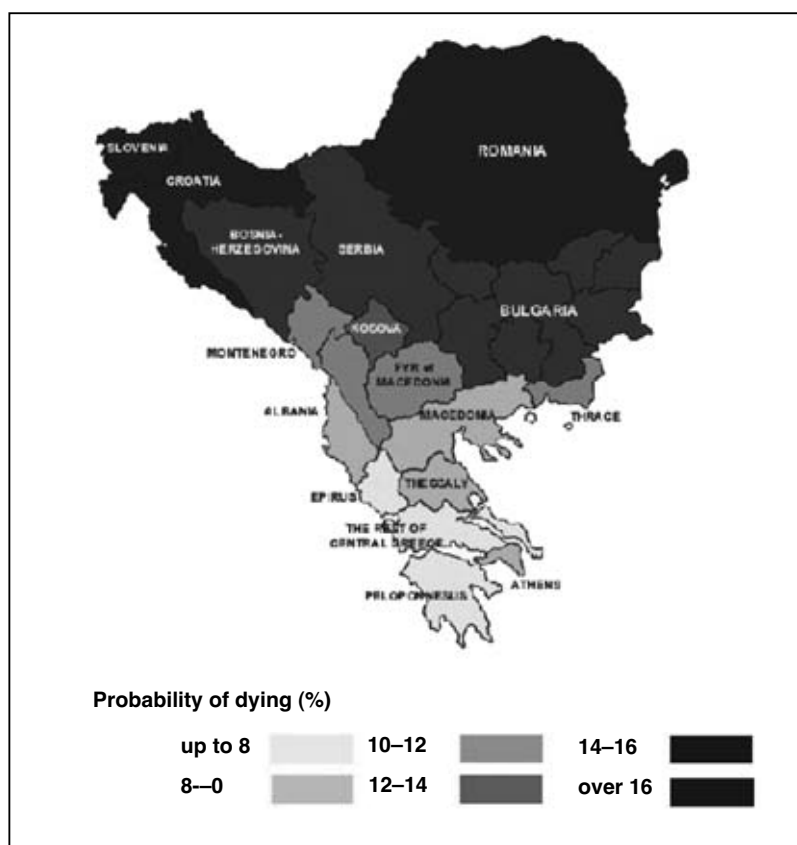 SLOVENIA
ROMANIA
CROATIA
BOSNIA-
HERZEGOVINA
SERBIA
BULGARIA
KOSOVA
MONTENEGRO
FYR of
MACEDONIA
ALBANIA
MACEDONIA
THRACE
THESSALY
EPIRUS
THE REST OF
CENTRAL GREECE
ATHENS
PELOPONNESUS
Probability of dying (%)
up to 8 10–12 14–16
8-–0 12–14 over 16